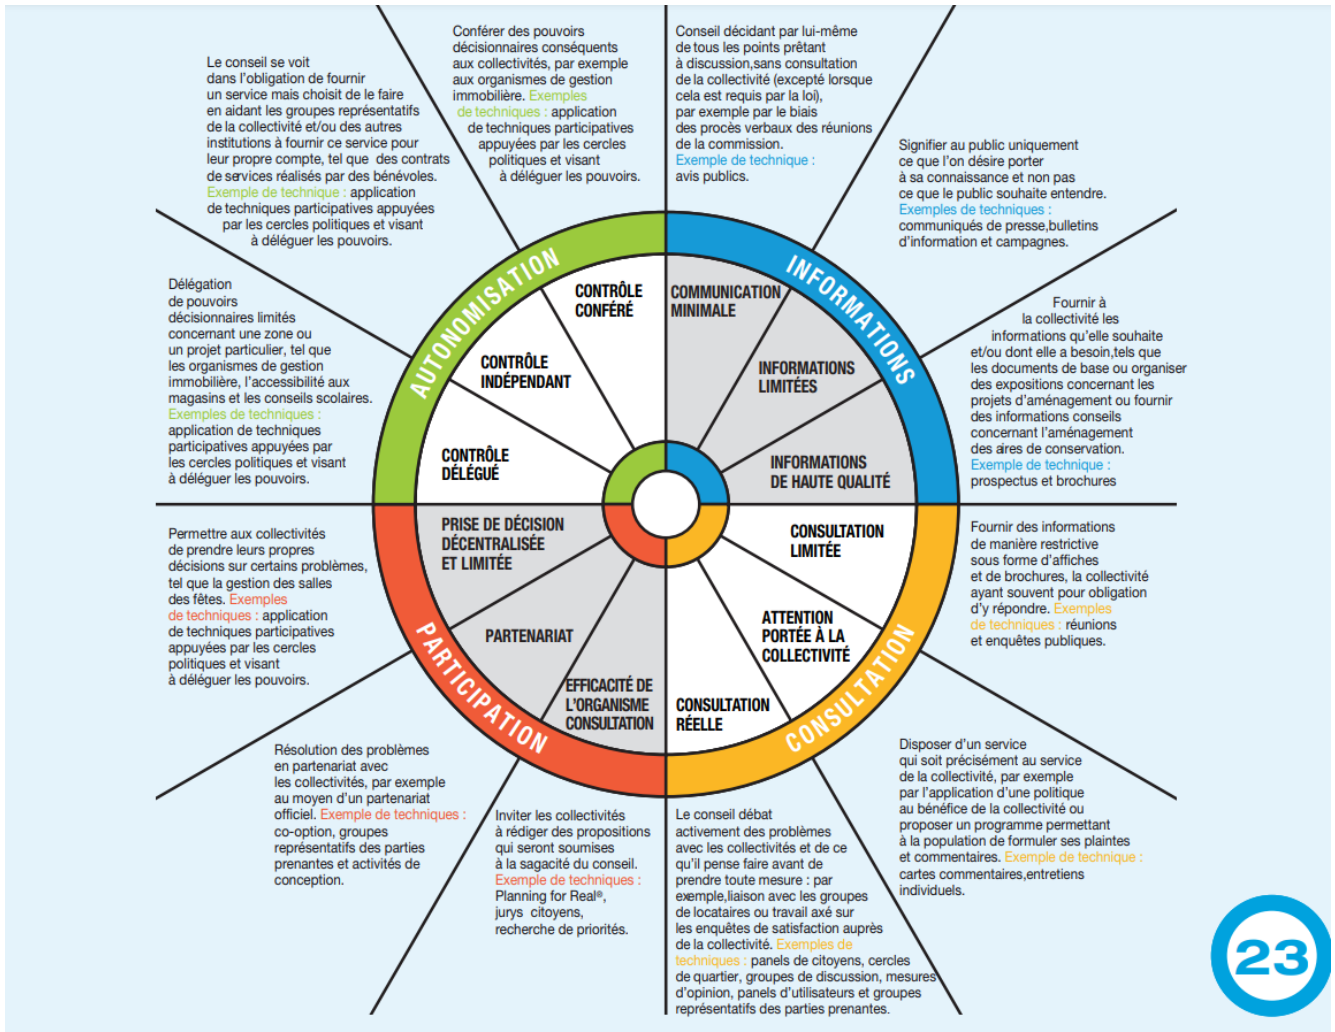 Conférer des pouvoirs
décisionnaires conséquents
aux collectivités, par exemple
aux organismes de gestion
immobilière. Exemples
de techniques : application
de techniques participatives
appuyées par les cercles
politiques et visant
à déléguer les pouvoirs.
Conseil décidant par lui-même
de tous les points prêtant
à discussion,sans consultation
de la collectivité (excepté lorsque
cela est requis par la loi),
par exemple par le biais
des procès verbaux des réunions
de la commission.
Exemple de technique :
avis publics.
Le conseil se voit
dans l'obligation de fournir
un service mais choisit de le faire
en aidant les groupes représentatifs
de la collectivité et/ou des autres
institutions à fournir ce service pour
leur propre compte, tel que des contrats
de services réalisés par des bénévoles.
Exemple de technique : application
de techniques participatives appuyées
par les cercles politiques et visant
à déléguer les pouvoirs.
Signifier au public uniquement
ce que l'on désire porter
à sa connaissance et non pas
ce que le public souhaite entendre.
Exemples de techniques :
communiqués de presse,bulletins
d'information et campagnes.
Délégation
de pouvoirs
décisionnaires limités
concernant une zone ou
un projet particulier, tel que
les organismes de gestion
immobilière, l'accessibilité aux
magasins et les conseils scolaires.
Exemples de techniques :
application de techniques
participatives appuyées par
les cercles politiques et visant
à déléguer les pouvoirs.
Fournir à
la collectivité les
informations qu'elle souhaite
et/ou dont elle a besoin,tels que
les documents de base ou organiser
des expositions concernant les
projets d'aménagement ou fournir
des informations conseils
concernant l'aménagement
des aires de conservation.
Exemple de technique :
prospectus et brochures
AUTONOMISATION
INFORMATIONS
CONTRÔLE
CONFÉRÉ
COMMUNICATION
MINIMALE
CONTRÔLE
INDÉPENDANT
INFORMATIONS
LIMITÉES
CONTRÔLE
DÉLÉGUÉ
INFORMATIONS
DE HAUTE QUALITÉ
PRISE DE DÉCISION
DÉCENTRALISÉE
ET LIMITÉE
CONSULTATION
LIMITÉE
PARTENARIAT
ATTENTION
PORTÉE À LA
COLLECTIVITÉ
EFFICACITÉ DE
L'ORGANISME
CONSULTATION
CONSULTATION
RÉELLE
PARTICIPATION
CONSULTATION
Permettre aux collectivités
de prendre leurs propres
décisions sur certains problèmes,
tel que la gestion des salles
des fêtes. Exemples
de techniques : application
de techniques participatives
appuyées par les cercles
politiques et visant
à déléguer les pouvoirs.
Fournir des informations
de manière restrictive
sous forme d'affiches
et de brochures, la collectivité
ayant souvent pour obligation
d'y répondre. Exemples
de techniques : réunions
et enquêtes publiques.
Résolution des problèmes
en partenariat avec
les collectivités, par exemple
au moyen d'un partenariat
officiel. Exemple de techniques :
co-option, groupes
représentatifs des parties
prenantes et activités de
conception.
Inviter les collectivités
à rédiger des propositions
qui seront soumises
à la sagacité du conseil.
Exemple de techniques :
Planning for Real®,
jurys citoyens,
recherche de priorités.
Le conseil débat
activement des problèmes
avec les collectivités et de ce
qu'il pense faire avant de
prendre toute mesure : par
exemple,liaison avec les groupes
de locataires ou travail axé sur
les enquêtes de satisfaction auprès
de la collectivité. Exemples de
techniques : panels de citoyens, cercles
de quartier, groupes de discussion, mesures
d'opinion, panels d'utilisateurs et groupes
représentatifs des parties prenantes.
Disposer d'un service
qui soit précisément au service
de la collectivité, par exemple
par l'application d'une politique
au bénéfice de la collectivité ou
proposer un programme permettant
à la population de formuler ses plaintes
et commentaires. Exemple de technique :
cartes commentaires,entretiens
individuels.
23